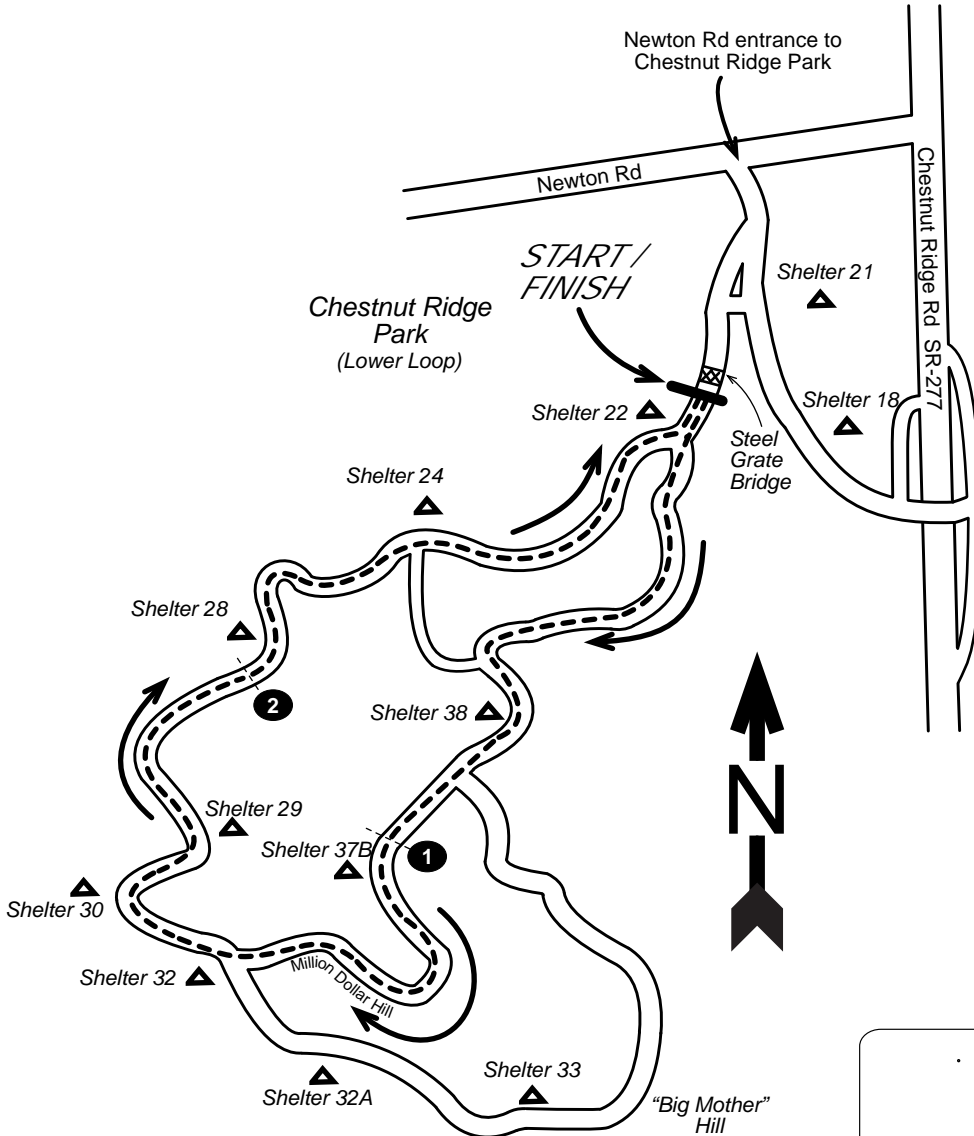 Newton Rd entrance to
Chestnut Ridge Park
Newton Rd
Chestnut Ridge Rd SR-277
START /
FINISH
Shelter 21
Chestnut Ridge
Park
(Lower Loop)
Shelter 22
Shelter 18
Steel
Grate
Bridge
Shelter 24
Shelter 28
2
Shelter 38
N
Shelter 29
Shelter 37B
1
Shelter 30
Shelter 32
Million Dollar Hill
Shelter 32A
Shelter 33
“Big Mother”
Hill